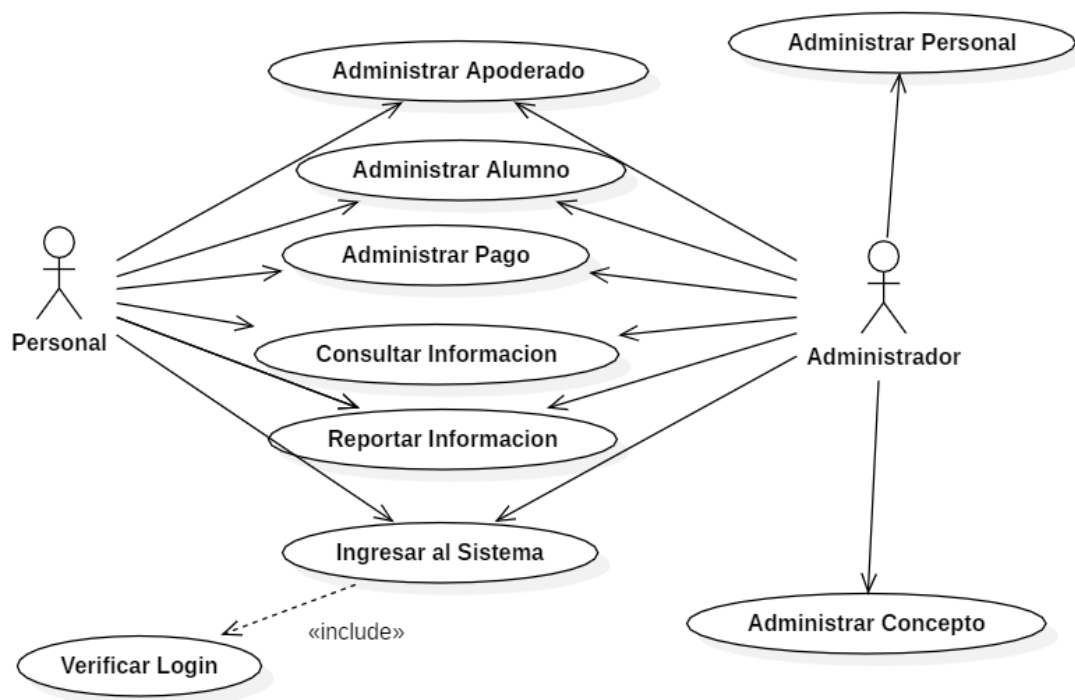 Administrar Personal
Administrar Apoderado
Administrar Alumno
Administrar Pago
Personal
Consultar Informacion
Administrador
Reportar Informacion
Ingresar al Sistema
Administrar Concepto
«include»
Verificar Login